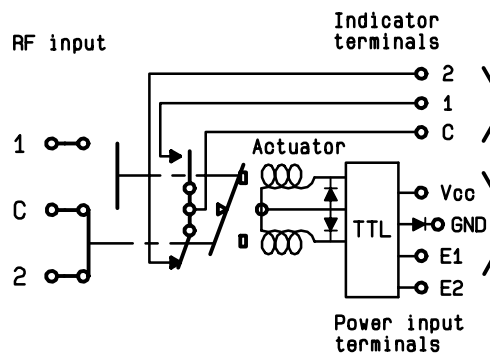 Indicator
terminals
RF input
2
1
C
1
Actuator
Vcc
C
TTL
GND
E1
2
E2
Power input
terminals